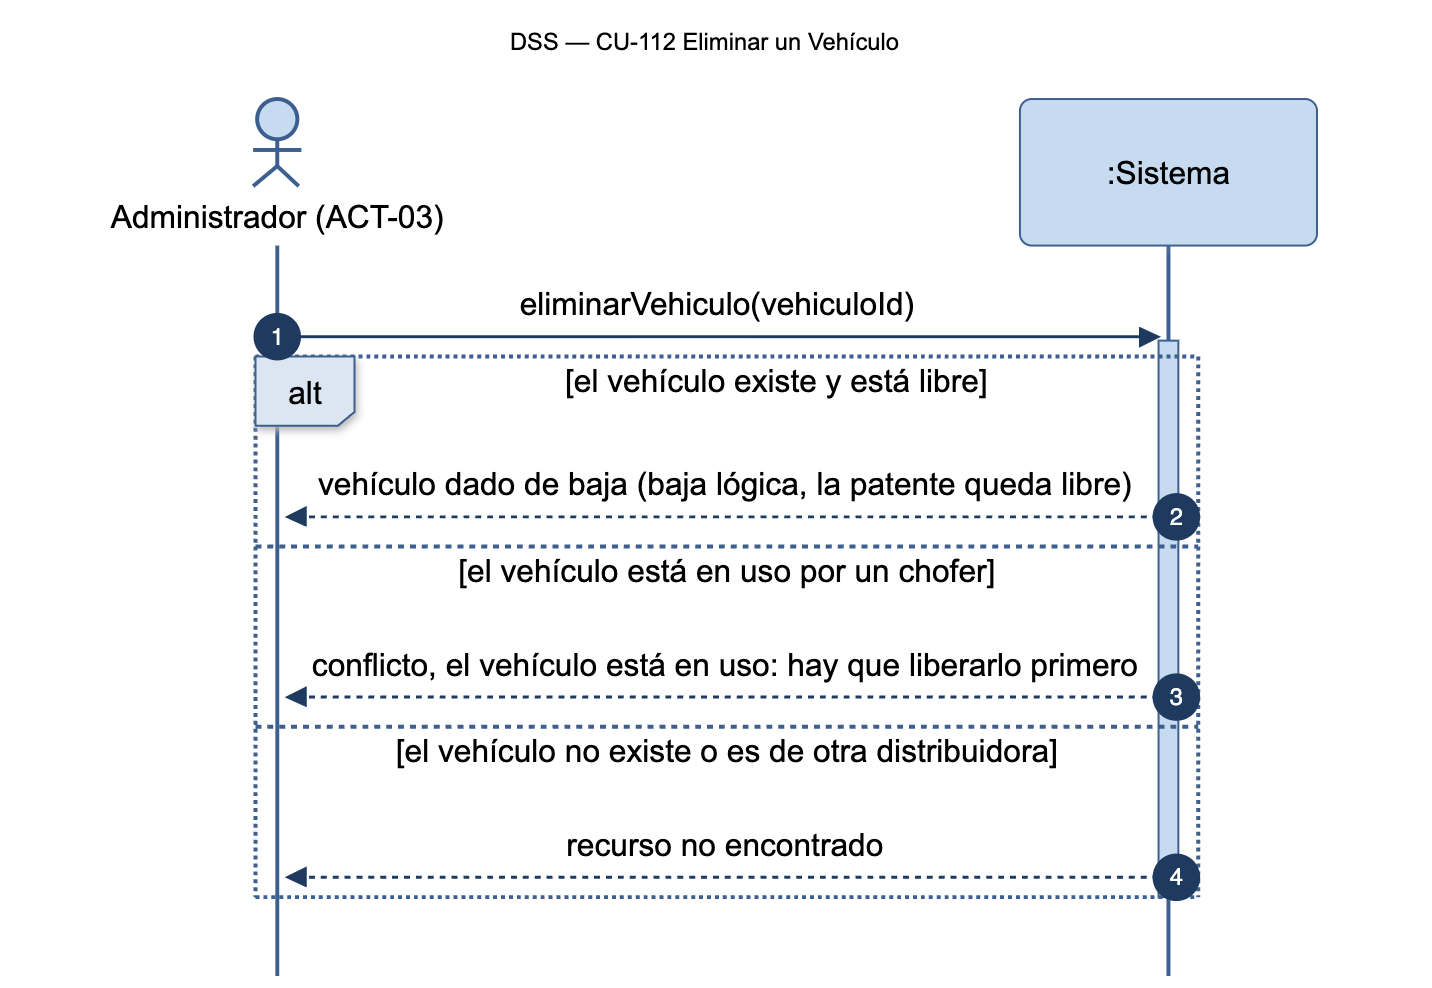 DSS — CU-112 Eliminar un Vehículo
Administrador (ACT-03)
:Sistema
eliminarVehiculo(vehiculoId)
1
alt
[el vehículo existe y está libre]
vehículo dado de baja (baja lógica, la patente queda libre)
2
[el vehículo está en uso por un chofer]
conflicto, el vehículo está en uso: hay que liberarlo primero
3
[el vehículo no existe o es de otra distribuidora]
recurso no encontrado
4